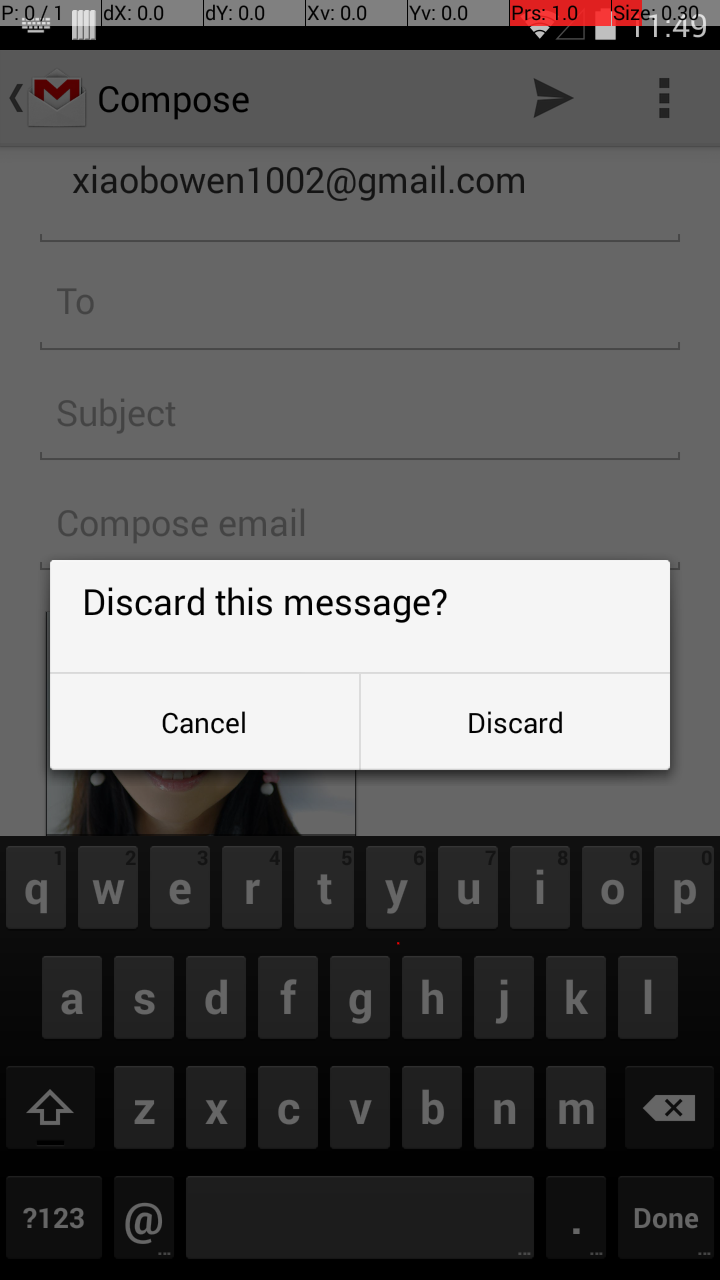 P: 0 / 1 dX: 0.0 dY: 0.0 Xv: 0.0 Yv: 0.0 Prs: 1.0 Size: 0.30
11:49
Compose
xiaobowen1002@gmail.com
To
Subject
Compose email
Discard this message?
Cancel Discard
1 2 3 4 5 6 7 8 9 0
q w e r t y u i o p
a s d f g h j k l
z x c v b n m
?123 @ . Done